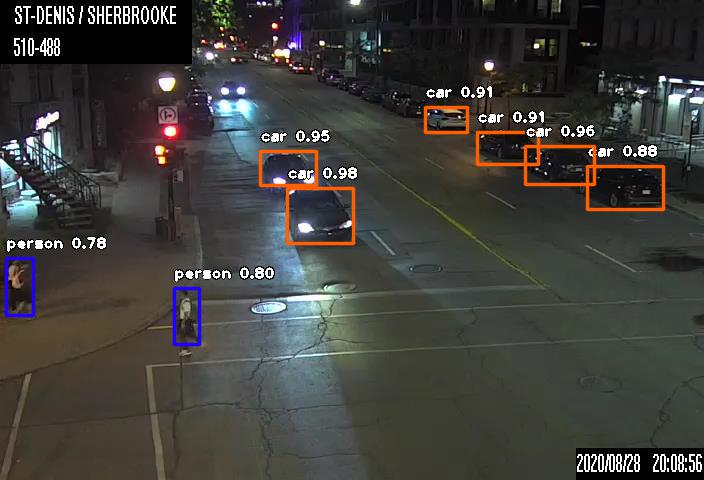 ST-DENIS / SHERBROOKE
510-488
car 0.91
car 0.91
car 0.96
car 0.95
car 0.88
car 0.98
person 0.78
person 0.80
2020/08/28 20:08:56